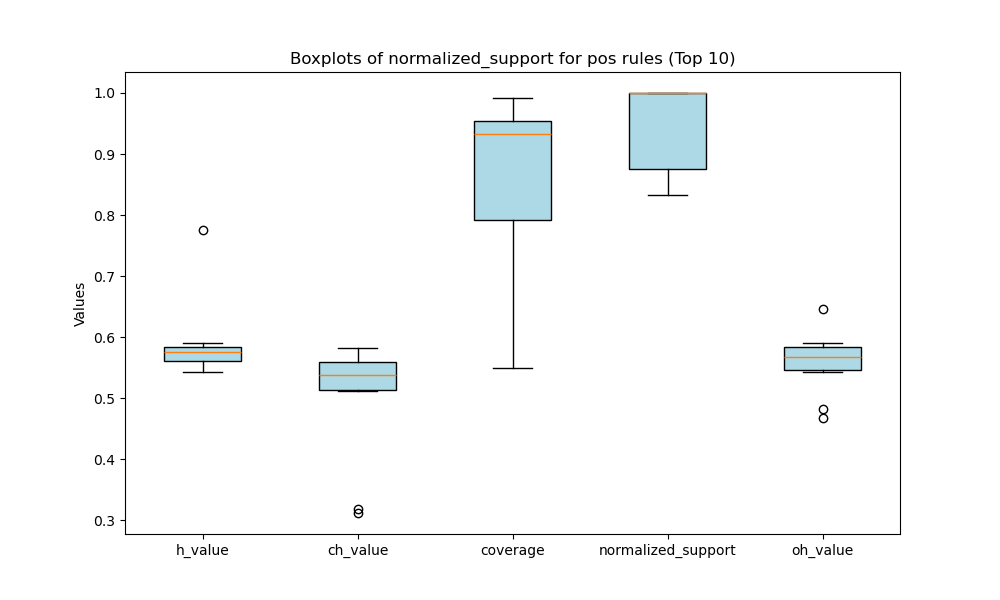 Boxplots of normalized_support for pos rules (Top 10)
Values
1.0
0.9
0.8
0.7
0.6
0.5
0.4
0.3
h_value
ch_value
coverage
normalized_support
oh_value